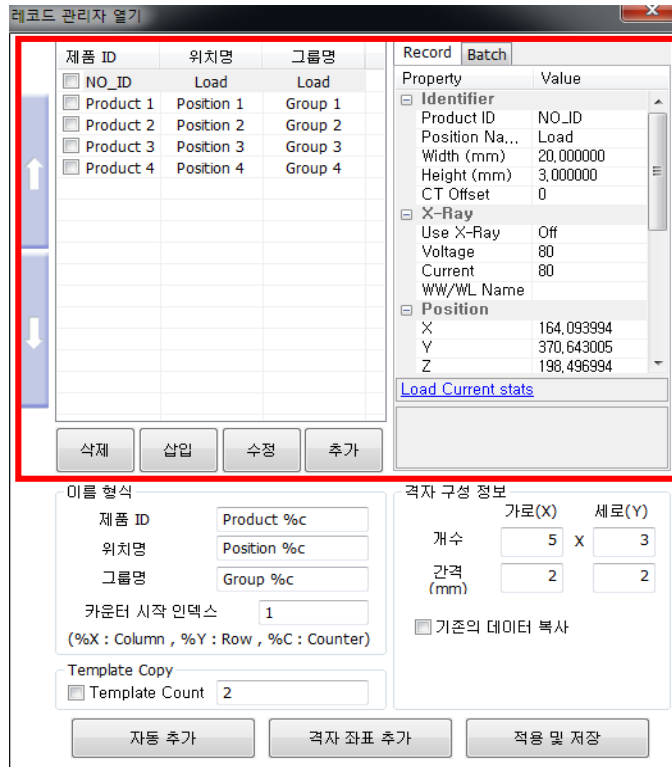 레코드 관리자 열기
제품 ID 위치명 그룹명
NO_ID Load Load
Product 1 Position 1 Group 1
Product 2 Position 2 Group 2
Product 3 Position 3 Group 3
Product 4 Position 4 Group 4
삭제 삽입 수정 추가
Record Batch
Property Value
Identifier
Product ID NO_ID
Position Na... Load
Width (mm) 20,000000
Height (mm) 3,000000
CT Offset 0
X-Ray
Use X-Ray Off
Voltage 80
Current 80
WW/WL Name
Position
X 164,093994
Y 370,643005
Z 198,496994
Load Current stats
이름 형식
제품 ID Product %c
위치명 Position %c
그룹명 Group %c
카운터 시작 인덱스 1
(%X : Column , %Y : Row , %C : Counter)
격자 구성 정보
가로(X) 세로(Y)
개수 5 X 3
간격 2 2
(mm)
기존의 데이터 복사
Template Copy
Template Count 2
자동 추가 격자 좌표 추가 적용 및 저장